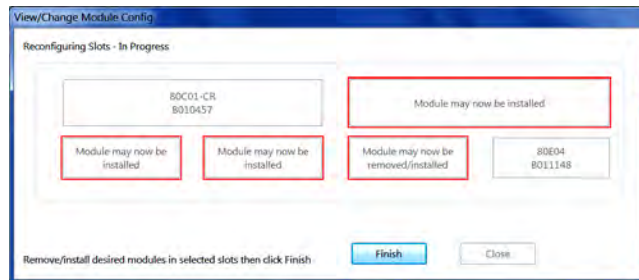 View/Change Module Config
Reconfiguring Slots - In Progress
80C01-CR
B010457
Module may now be installed
Module may now be
installed
Module may now be
installed
Module may now be
removed/installed
80E04
B011148
Remove/install desired modules in selected slots then click Finish
Finish
Close